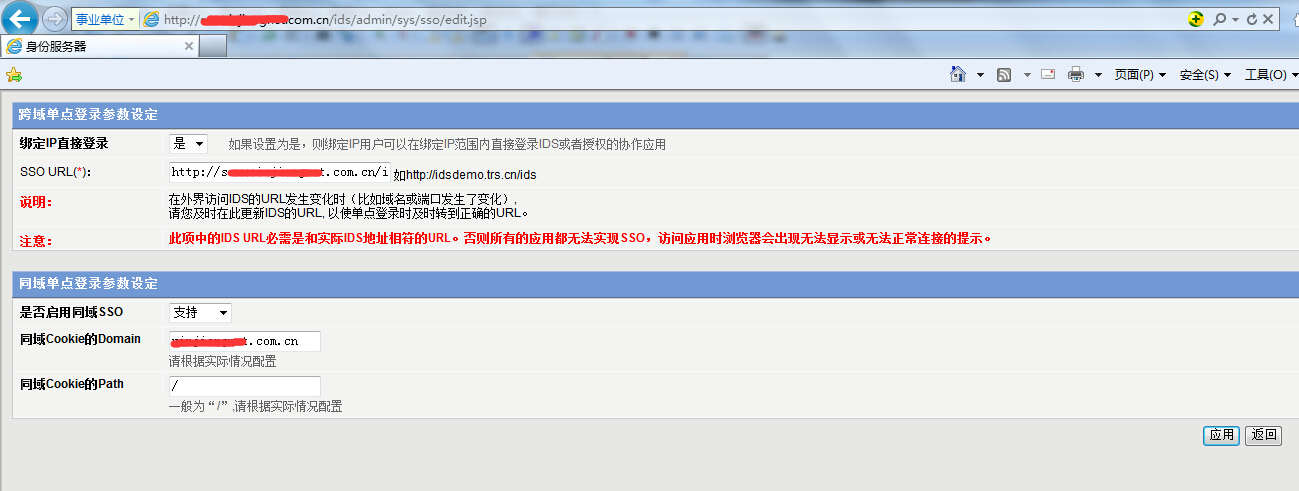 事业单位 http://com.cn/ids/admin/sys/sso/edit.jsp
身份服务器
页面(P) 安全(S) 工具(O)
跨域单点登录参数设定
绑定IP直接登录 是 如果设置为是，则绑定IP用户可以在绑定IP范围内直接登录IDS或者授权的协作应用
SSO URL(*)： http://s t.com.cn/i 如http://idsdemo.trs.cn/ids
说明： 在外界访问IDS的URL发生变化时（比如域名或端口发生了变化），
请您及时在此更新IDS的URL, 以使单点登录时及时转到正确的URL。
注意： 此项中的IDS URL必需是和实际IDS地址相符的URL。否则所有的应用都无法实现SSO，访问应用时浏览器会出现无法显示或无法正常连接的提示。
同域单点登录参数设定
是否启用同域SSO 支持
同域Cookie的Domain t.com.cn
请根据实际情况配置
同域Cookie的Path /
一般为“/”,请根据实际情况配置
应用 返回